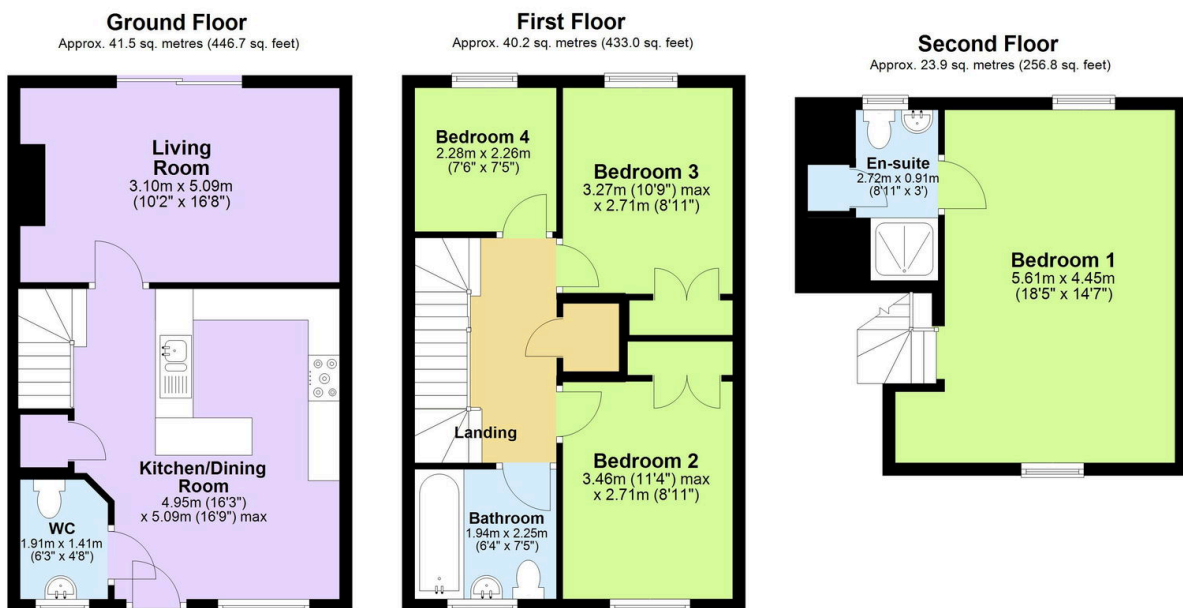 Ground Floor
Approx. 41.5 sq. metres (446.7 sq. feet)
Living
Room
3.10m x 5.09m
(10'2" x 16'8")
Kitchen/Dining
Room
4.95m (16'3")
x 5.09m (16'9") max
WC
1.91m x 1.41m
(6'3" x 4'8")
First Floor
Approx. 40.2 sq. metres (433.0 sq. feet)
Bedroom 4
2.28m x 2.26m
(7'6" x 7'5")
Bedroom 3
3.27m (10'9") max
x 2.71m (8'11")
Landing
Bedroom 2
3.46m (11'4") max
x 2.71m (8'11")
Bathroom
1.94m x 2.25m
(6'4" x 7'5")
Second Floor
Approx. 23.9 sq. metres (256.8 sq. feet)
En-suite
2.72m x 0.91m
(8'11" x 3')
Bedroom 1
5.61m x 4.45m
(18'5" x 14'7")